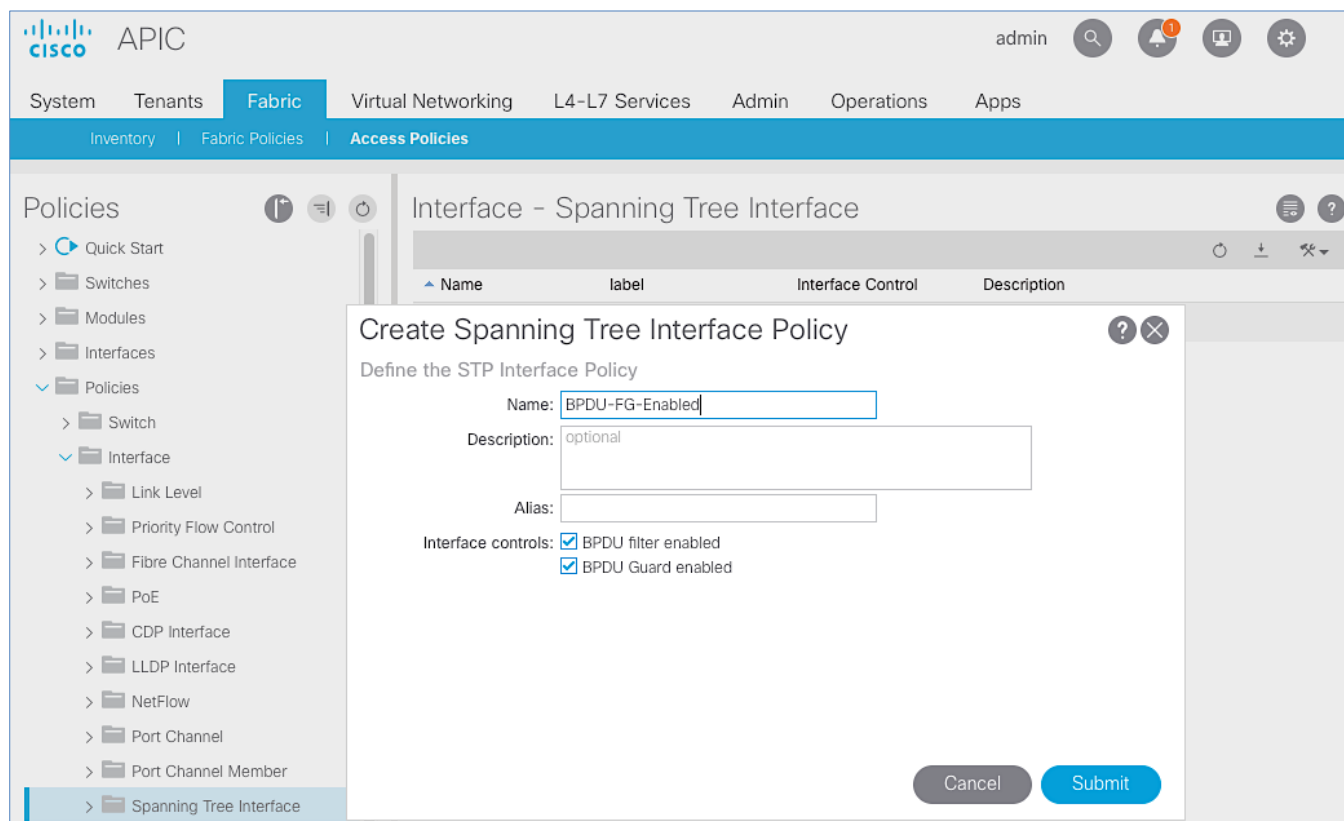 CISCO APIC admin 1
System Tenants Fabric Virtual Networking L4-L7 Services Admin Operations Apps
Inventory | Fabric Policies | Access Policies
Policies
Quick Start
Switches
Modules
Interfaces
Policies
Switch
Interface
Link Level
Priority Flow Control
Fibre Channel Interface
PoE
CDP Interface
LLDP Interface
NetFlow
Port Channel
Port Channel Member
Spanning Tree Interface
Interface - Spanning Tree Interface ?
Name label Interface Control Description
Create Spanning Tree Interface Policy ?
Define the STP Interface Policy
Name: BPDU-FG-Enabled
Description: optional
Alias:
Interface controls: BPDU filter enabled
BPDU Guard enabled
Cancel Submit